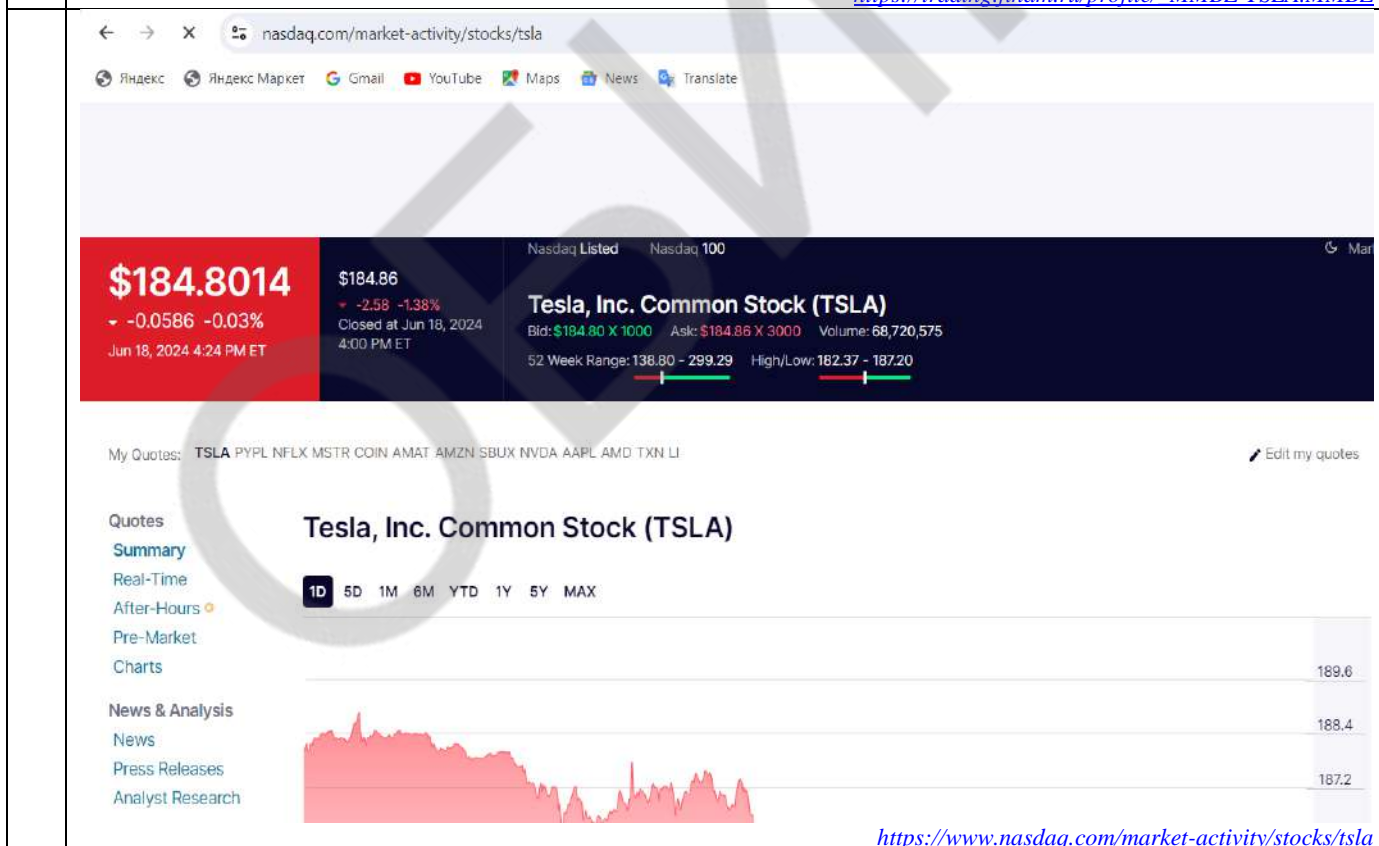 https://trading.finam.ru/profile/
nasdaq.com/market-activity/stocks/tsla
Яндекс Яндекс Маркет Gmail YouTube Maps News Translate
Nasdaq Listed Nasdaq 100
$184.8014
-0.0586 -0.03%
Jun 18, 2024 4:24 PM ET
$184.86
-2.58 -1.38%
Closed at Jun 18, 2024
4:00 PM ET
Tesla, Inc. Common Stock (TSLA)
Bid: $184.80 X 1000 Ask: $184.86 X 3000 Volume: 68,720,575
52 Week Range: 138.80 - 299.29 High/Low: 182.37 - 187.20
My Quotes: TSLA PYPL NFLX MSTR COIN AMAT AMZN SBUX NVDA AAPL AMD TXN LI
Edit my quotes
Quotes
Summary
Real-Time
After-Hours
Pre-Market
Charts
News & Analysis
News
Press Releases
Analyst Research
Tesla, Inc. Common Stock (TSLA)
1D 5D 1M 6M YTD 1Y 5Y MAX
189.6
188.4
187.2
https://www.nasdaq.com/market-activity/stocks/tsla